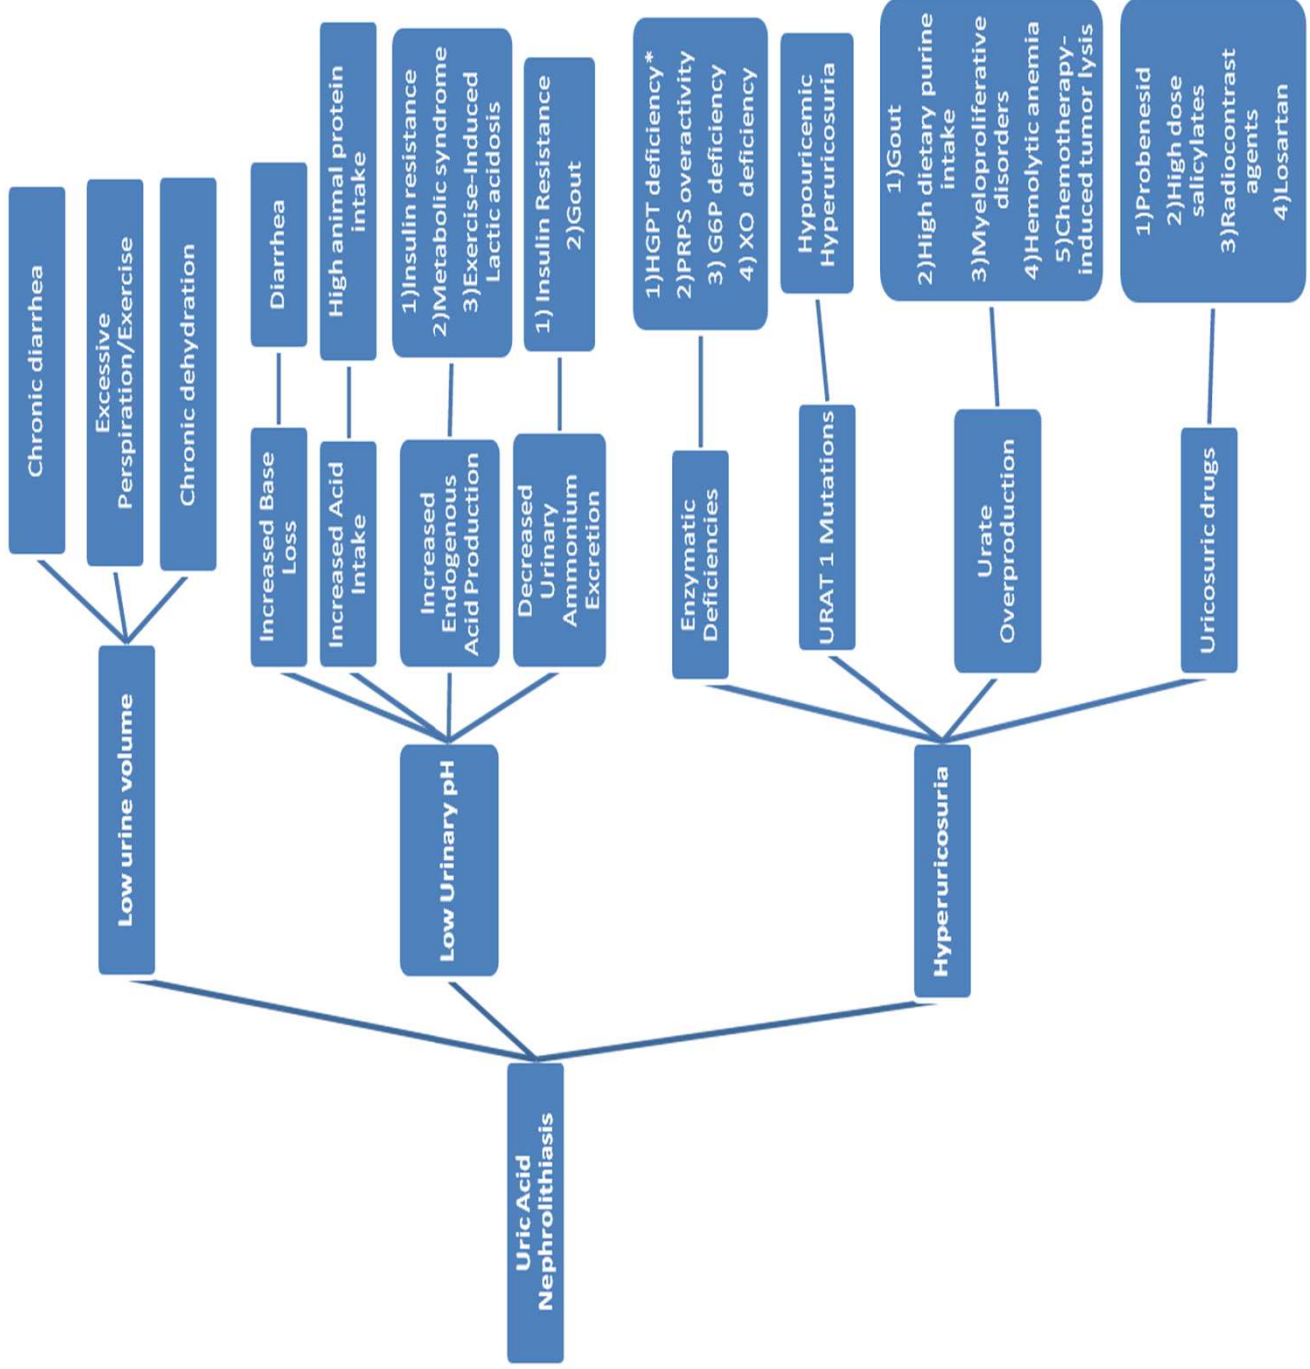 Uric Acid
Nephrolithiasis
Low urine volume
Chronic diarrhea
Excessive
Perspiration/Exercise
Chronic dehydration
Low Urinary pH
Increased Base
Loss
Diarrhea
Increased Acid
Intake
High animal protein
intake
Increased
Endogenous
Acid Production
1)Insulin resistance
2)Metabolic syndrome
3)Exercise-Induced
Lactic acidosis
Decreased
Urinary
Ammonium
Excretion
1) Insulin Resistance
2)Gout
Hyperuricosuria
Enzymatic
Deficiencies
1)HGPT deficiency*
2)PRPS overactivity
3) G6P deficiency
4) XO deficiency
URAT 1 Mutations
Hypouricemic
Hyperuricosuria
Urate
Overproduction
1)Gout
2)High dietary purine
intake
3)Myeloproliferative
disorders
4)Hemolytic anemia
5)Chemotherapy-
induced tumor lysis
Uricosuric drugs
1)Probenesid
2)High dose
salicylates
3)Radiocontrast
agents
4)Losartan